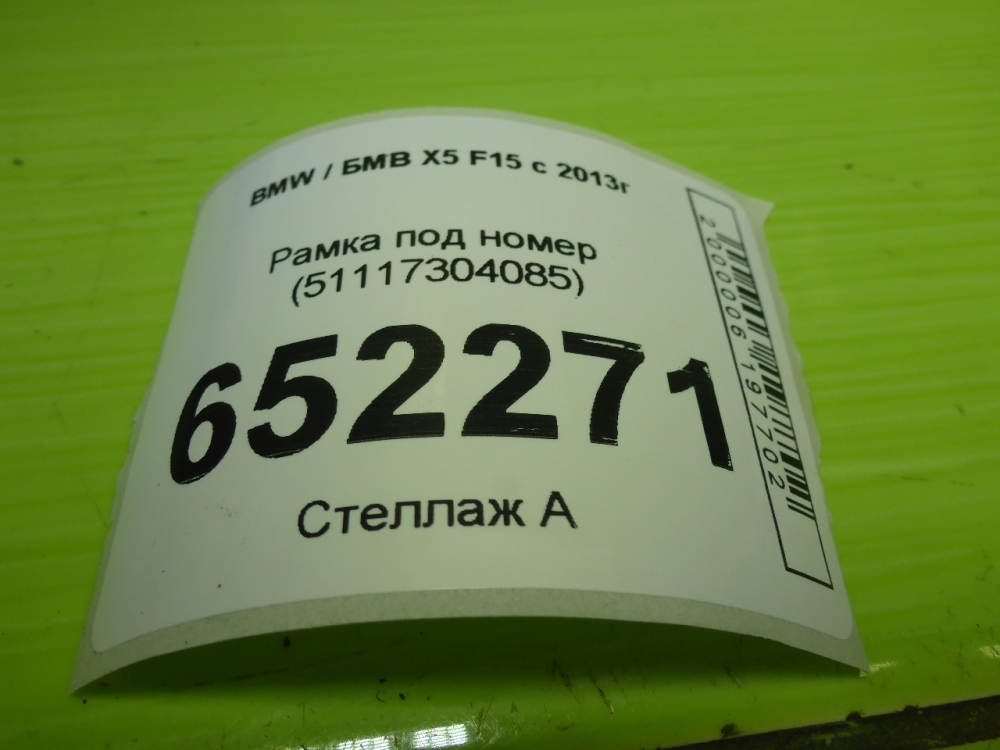 BMW / БМВ X5 F15 с 2013г
Рамка под номер
(51117304085)
652271
Стеллаж А
2000006197702